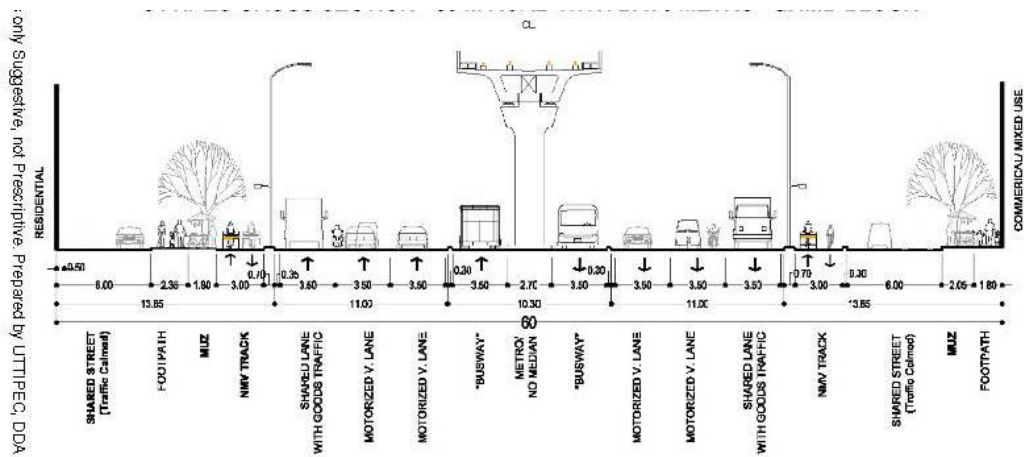 CL
RESIDENTIAL
COMMERICAL/ MIXED USE
: only Suggestive, not Prescriptive. Prepared by UTTIPEC, DDA
0.50
0.70
0.35
0.30
0.30
0.70
0.30
6.00
2.35
1.80
3.00
3.50
3.50
3.50
3.50
2.70
3.50
3.50
3.50
3.50
3.00
6.00
2.05
1.80
13.85
11.00
10.30
11.00
13.85
60
SHARED STREET
(Traffic Calmed)
FOOTPATH
MUZ
NMV TRACK
SHARED LANE
WITH GOODS TRAFFIC
MOTORIZED V. LANE
MOTORIZED V. LANE
"BUSWAY"
METRO/
NO MEDIAN
"BUSWAY"
MOTORIZED V. LANE
MOTORIZED V. LANE
SHARED LANE
WITH GOODS TRAFFIC
NMV TRACK
SHARED STREET
(Traffic Calmed)
MUZ
FOOTPATH